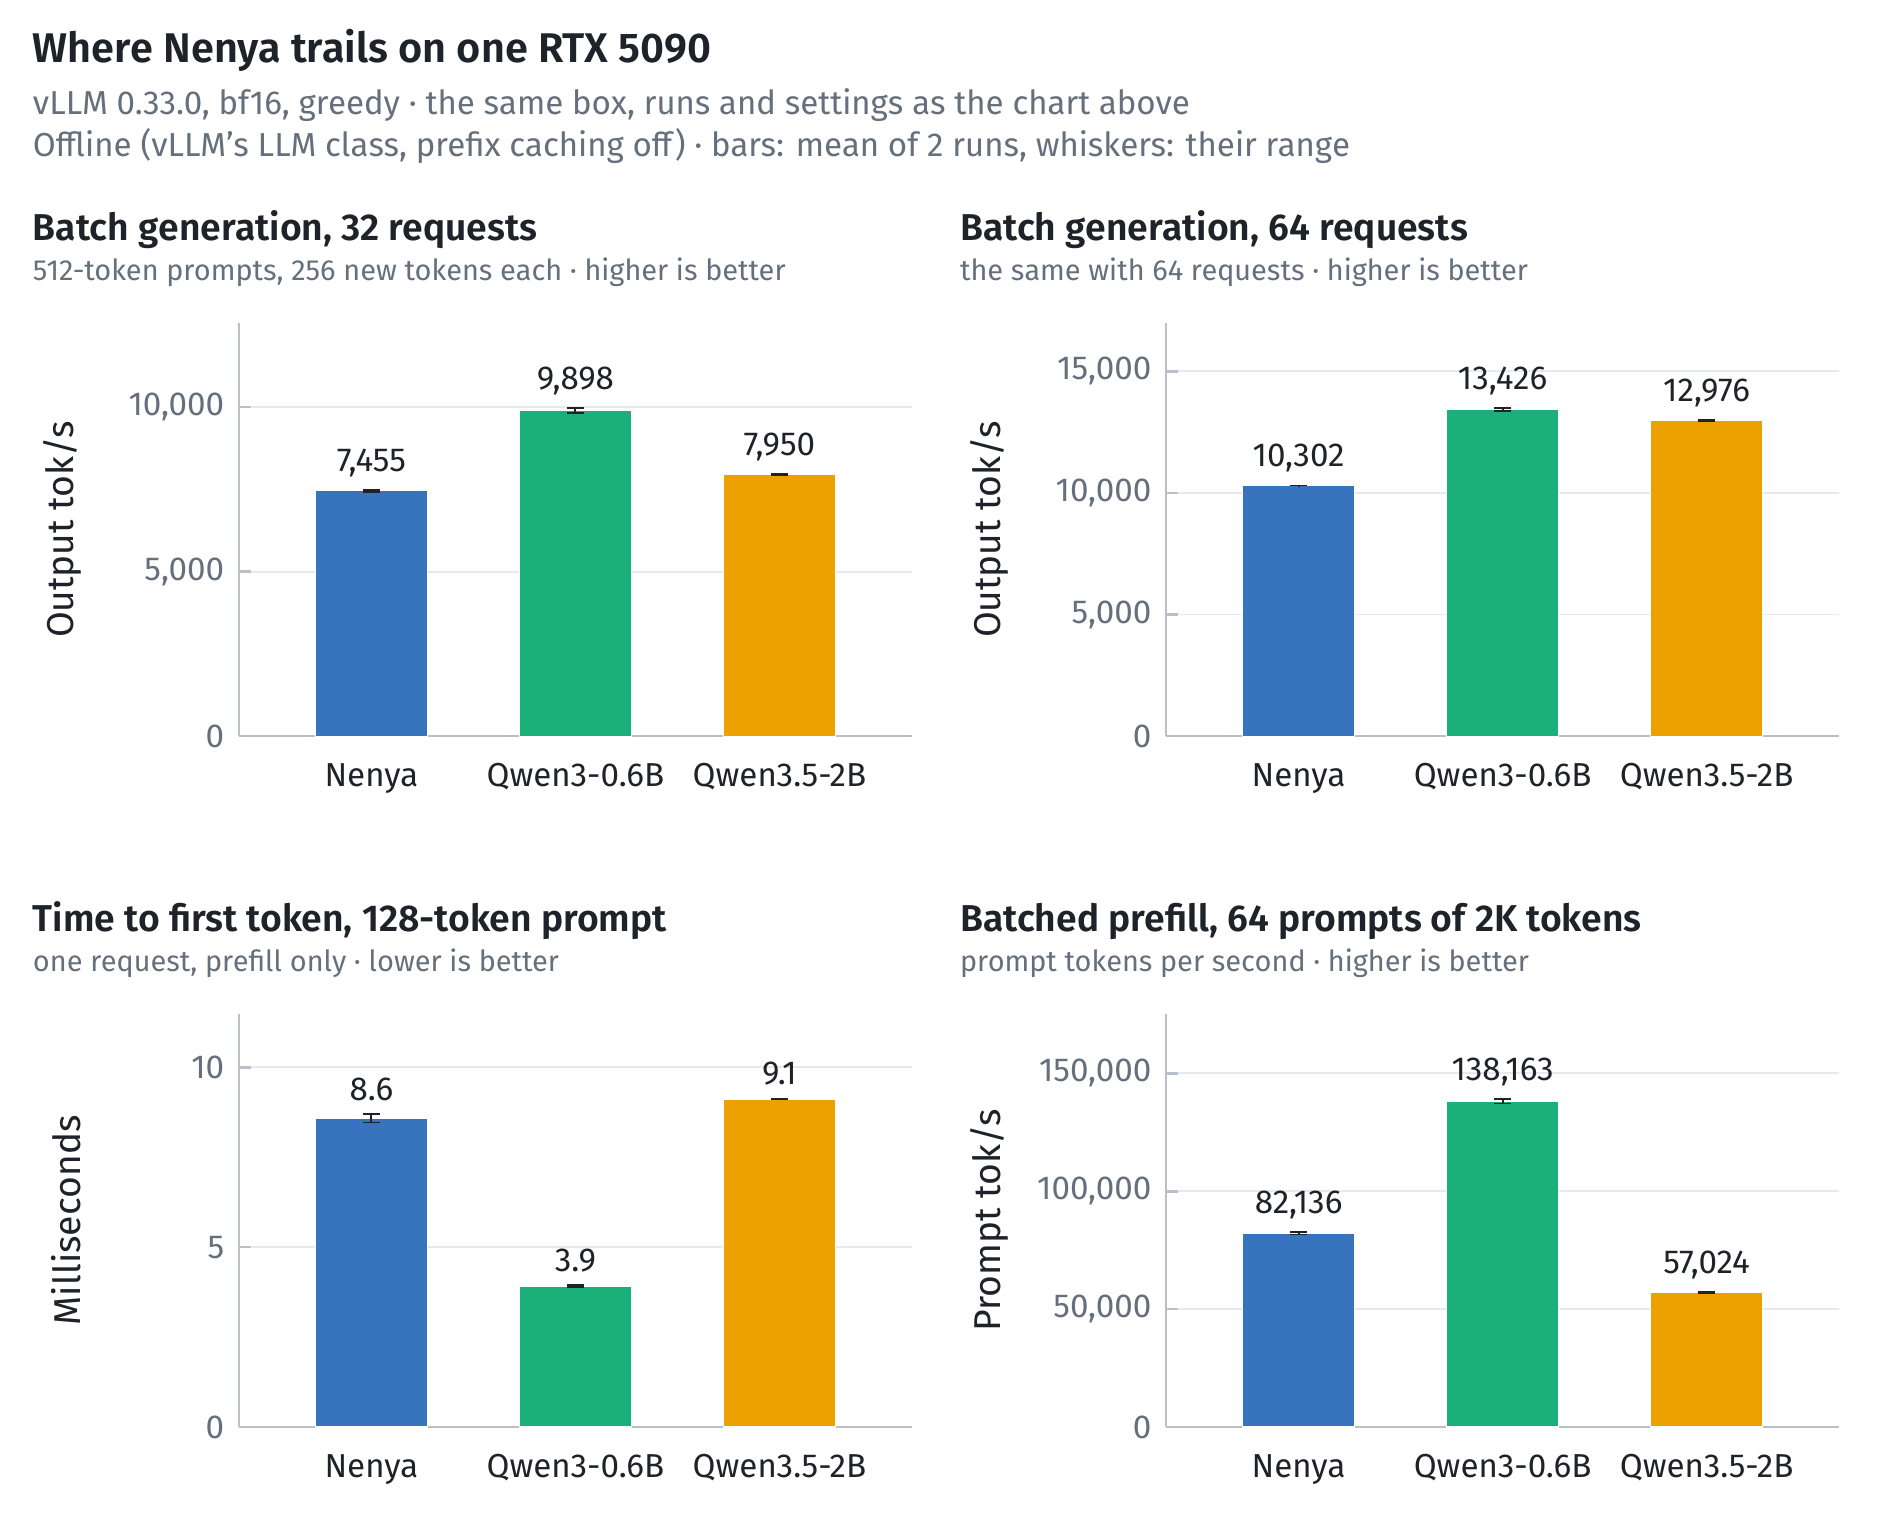 Where Nenya trails on one RTX 5090
vLLM 0.33.0, bf16, greedy · the same box, runs and settings as the chart above
Offline (vLLM’s LLM class, prefix caching off) · bars: mean of 2 runs, whiskers: their range
Batch generation, 32 requests
512-token prompts, 256 new tokens each · higher is better
Output tok/s
10,000
5,000
0
7,455
9,898
7,950
Nenya
Qwen3-0.6B
Qwen3.5-2B
Batch generation, 64 requests
the same with 64 requests · higher is better
Output tok/s
15,000
10,000
5,000
0
10,302
13,426
12,976
Nenya
Qwen3-0.6B
Qwen3.5-2B
Time to first token, 128-token prompt
one request, prefill only · lower is better
Milliseconds
10
5
0
8.6
3.9
9.1
Nenya
Qwen3-0.6B
Qwen3.5-2B
Batched prefill, 64 prompts of 2K tokens
prompt tokens per second · higher is better
Prompt tok/s
150,000
100,000
50,000
0
82,136
138,163
57,024
Nenya
Qwen3-0.6B
Qwen3.5-2B